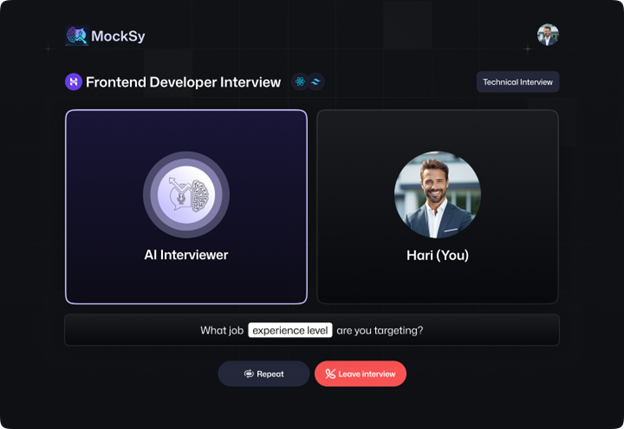 MockSy
Frontend Developer Interview
Technical Interview
AI Interviewer
Hari (You)
What job experience level are you targeting?
Repeat
Leave interview